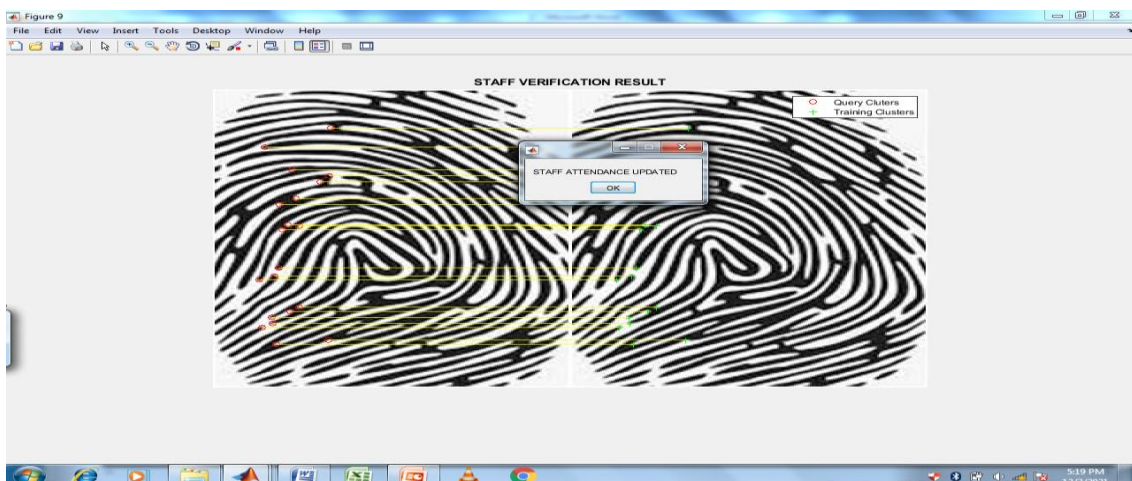 Figure 9
File Edit View Insert Tools Desktop Window Help
STAFF VERIFICATION RESULT
Query Cluters
Training Clusters
STAFF ATTENDANCE UPDATED
OK
5:19 PM